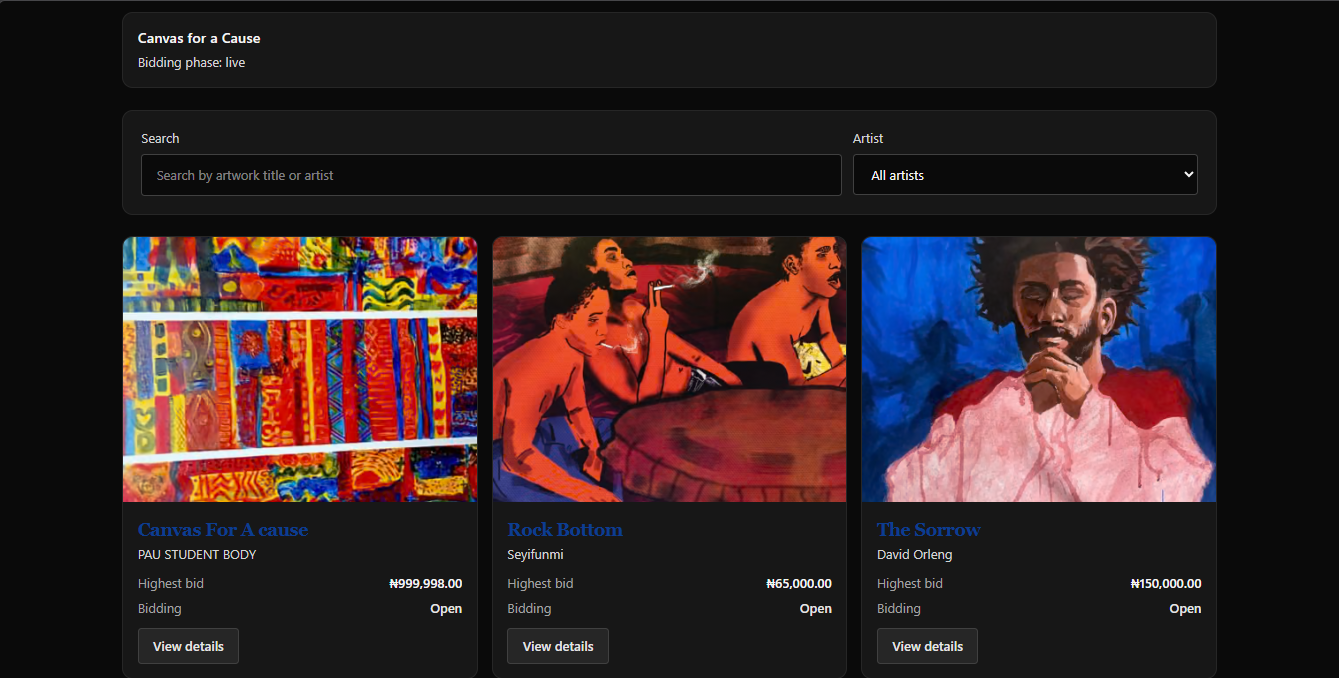 Canvas for a Cause
Bidding phase: live
Search
Artist
Search by artwork title or artist
All artists
Canvas For A cause
PAU STUDENT BODY
Highest bid ₦999,998.00
Bidding Open
View details
Rock Bottom
Seyifunmi
Highest bid ₦65,000.00
Bidding Open
View details
The Sorrow
David Orleng
Highest bid ₦150,000.00
Bidding Open
View details